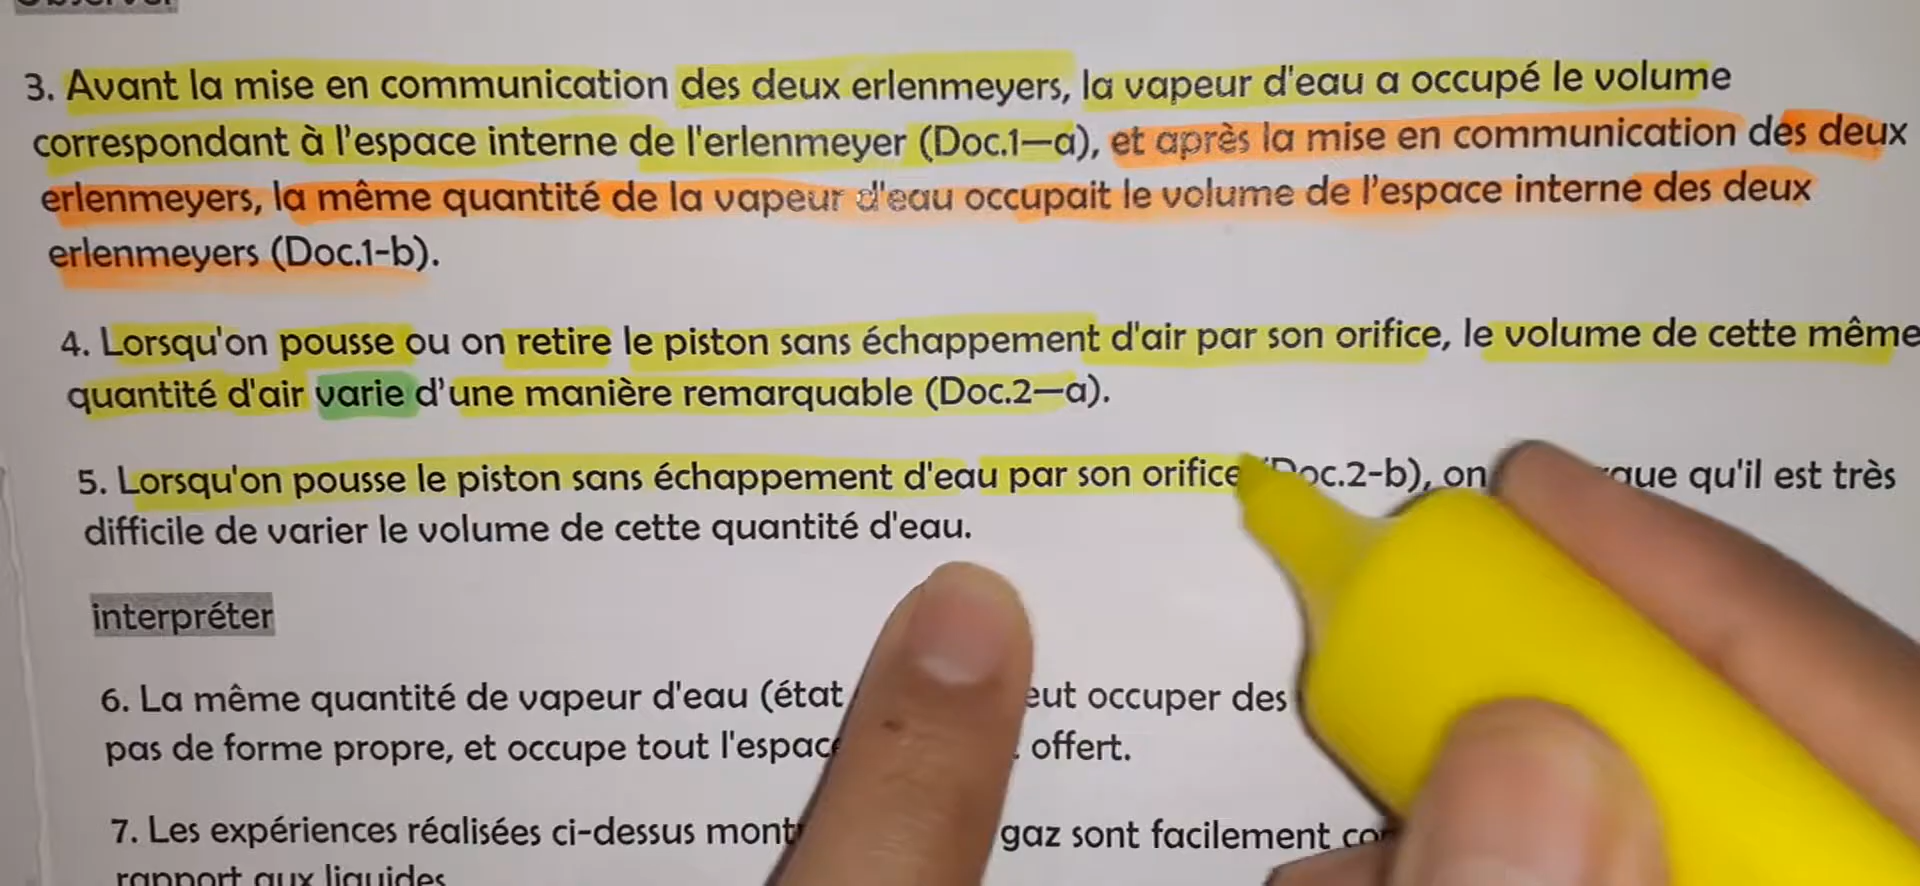 Observer
3. Avant la mise en communication des deux erlenmeyers, la vapeur d'eau a occupé le volume
correspondant à l'espace interne de l'erlenmeyer (Doc.1—a), et après la mise en communication des deux
erlenmeyers, la même quantité de la vapeur d'eau occupait le volume de l'espace interne des deux
erlenmeyers (Doc.1-b).
4. Lorsqu'on pousse ou on retire le piston sans échappement d'air par son orifice, le volume de cette même
quantité d'air varie d'une manière remarquable (Doc.2—a).
5. Lorsqu'on pousse le piston sans échappement d'eau par son orifice (Doc.2-b), on qu'il est très
difficile de varier le volume de cette quantité d'eau.
interpréter
6. La même quantité de vapeur d'eau (état occuper des
pas de forme propre, et occupe tout l'espace offert.
7. Les expériences réalisées ci-dessus gaz sont facilement
rapport aux liquides